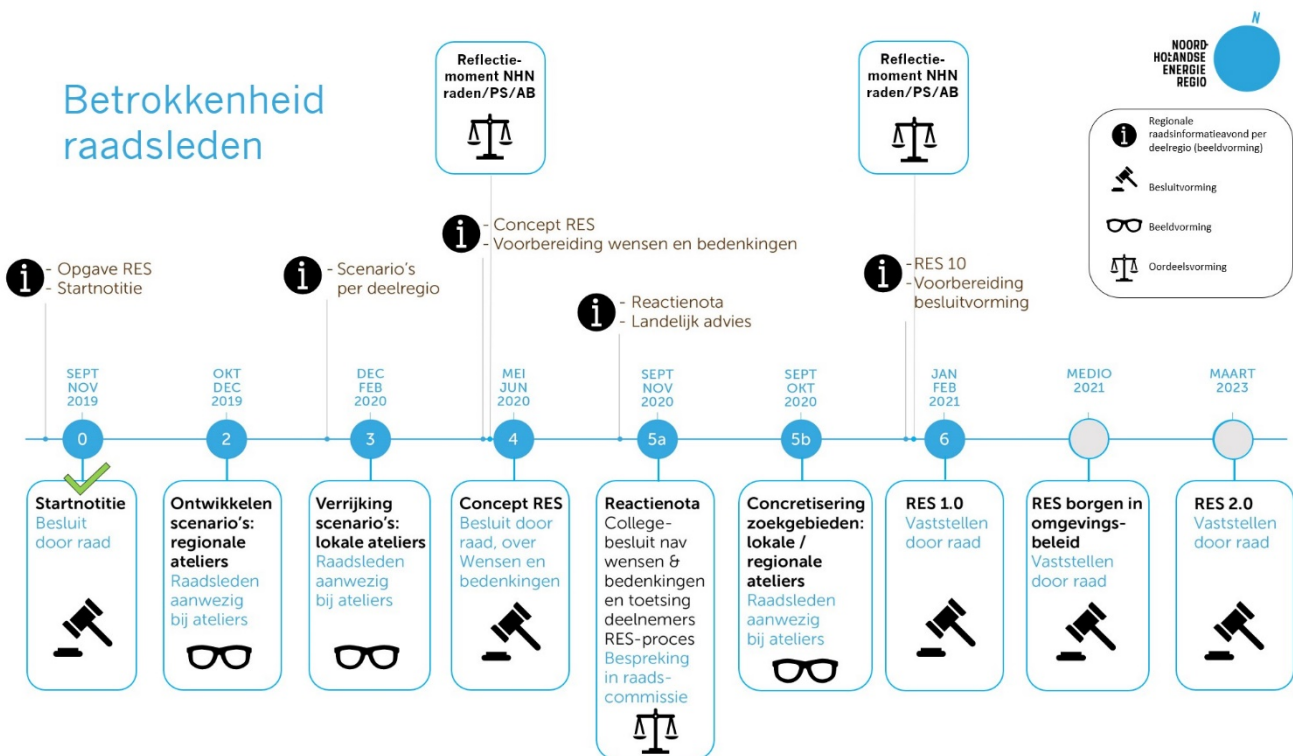 Betrokkenheid
raadsleden
Reflectie-
moment NHN
raden/PS/AB
Reflectie-
moment NHN
raden/PS/AB
N
NOORD-
HOLLANDSE
ENERGIE
REGIO
i
Regionale
raadsinformatieavond per
deelregio (beeldvorming)
Besluitvorming
Beeldvorming
Oordeelsvorming
i
- Opgave RES
- Startnotitie
i
- Scenario's
per deelregio
i
- Concept RES
- Voorbereiding wensen en bedenkingen
i
- Reactienota
- Landelijk advies
i
- RES 10
- Voorbereiding
besluitvorming
SEPT
NOV
2019
OKT
DEC
2019
DEC
FEB
2020
MEI
JUN
2020
SEPT
NOV
2020
SEPT
OKT
2020
JAN
FEB
2021
MEDIO
2021
MAART
2023
0
2
3
4
5a
5b
6
Startnotitie
Besluit
door raad
Ontwikkelen
scenario's:
regionale
ateliers
Raadsleden
aanwezig
bij ateliers
Verrijking
scenario's:
lokale ateliers
Raadsleden
aanwezig
bij ateliers
Concept RES
Besluit door
raad, over
Wensen en
bedenkingen
Reactienota
College-
besluit nav
wensen &
bedenkingen
en toetsing
deelnemers
RES-proces
Bespreking
in raads-
commissie
Concretisering
zoekgebieden:
lokale /
regionale
ateliers
Raadsleden
aanwezig
bij ateliers
RES 1.0
Vaststellen
door raad
RES borgen in
omgevings-
beleid
Vaststellen
door raad
RES 2.0
Vaststellen
door raad